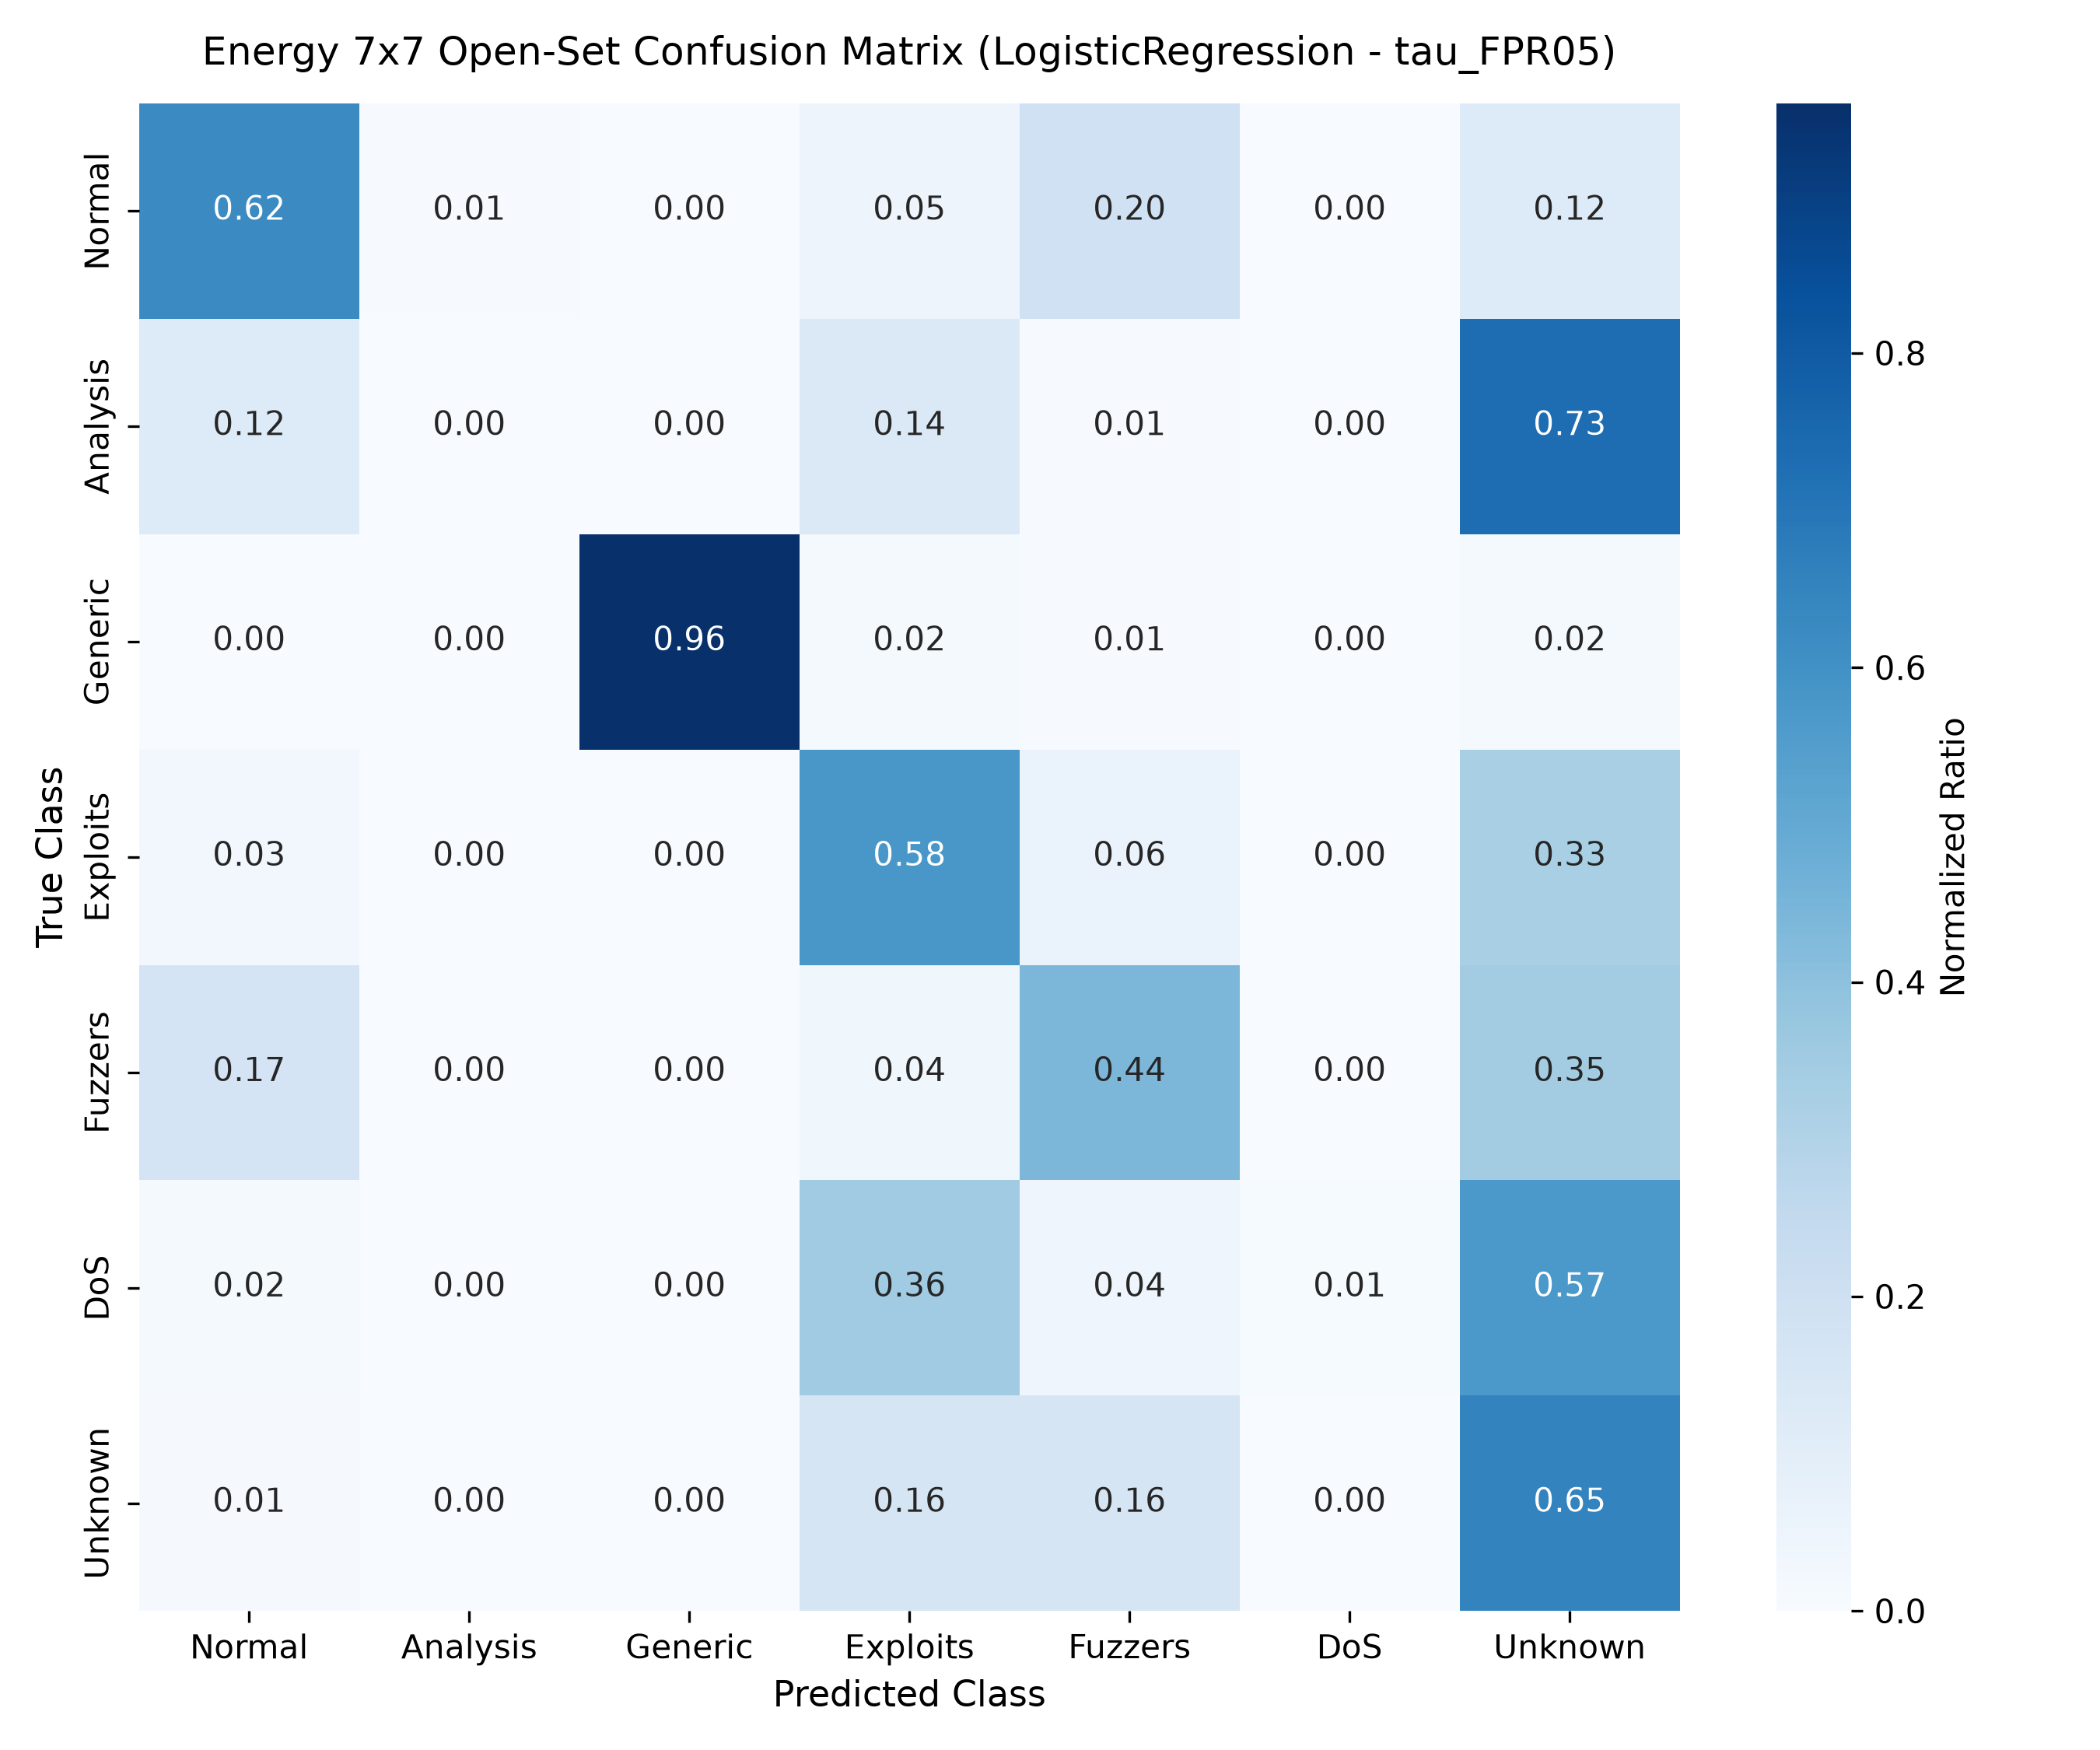 Energy 7x7 Open-Set Confusion Matrix (LogisticRegression - tau_FPR05)
True Class
Normal 0.62 0.01 0.00 0.05 0.20 0.00 0.12
Analysis 0.12 0.00 0.00 0.14 0.01 0.00 0.73
Generic 0.00 0.00 0.96 0.02 0.01 0.00 0.02
Exploits 0.03 0.00 0.00 0.58 0.06 0.00 0.33
Fuzzers 0.17 0.00 0.00 0.04 0.44 0.00 0.35
DoS 0.02 0.00 0.00 0.36 0.04 0.01 0.57
Unknown 0.01 0.00 0.00 0.16 0.16 0.00 0.65
Normal Analysis Generic Exploits Fuzzers DoS Unknown
Predicted Class
0.8
0.6
0.4
0.2
0.0
Normalized Ratio